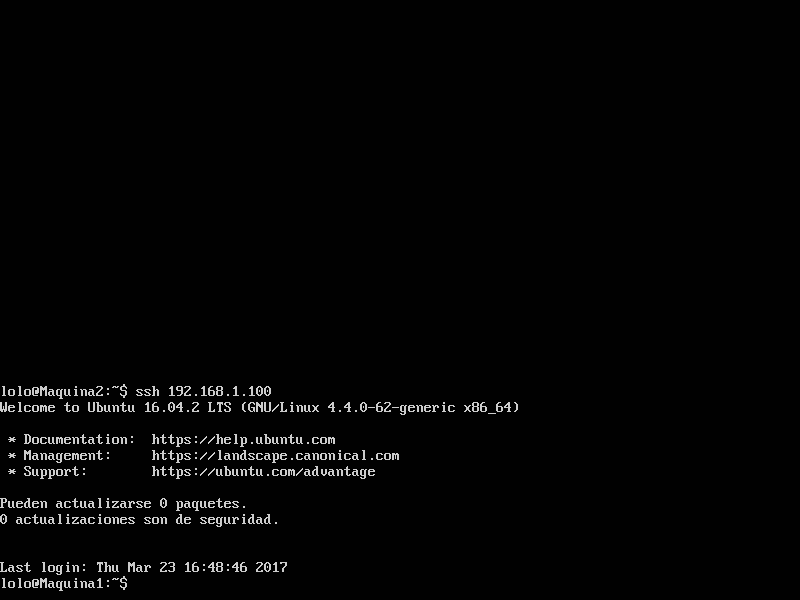 lolo@Maquina2:~$ ssh 192.168.1.100
Welcome to Ubuntu 16.04.2 LTS (GNU/Linux 4.4.0-62-generic x86_64)
* Documentation:  https://help.ubuntu.com
* Management:     https://landscape.canonical.com
* Support:        https://ubuntu.com/advantage
Pueden actualizarse 0 paquetes.
0 actualizaciones son de seguridad.
Last login: Thu Mar 23 16:48:46 2017
lolo@Maquina1:~$